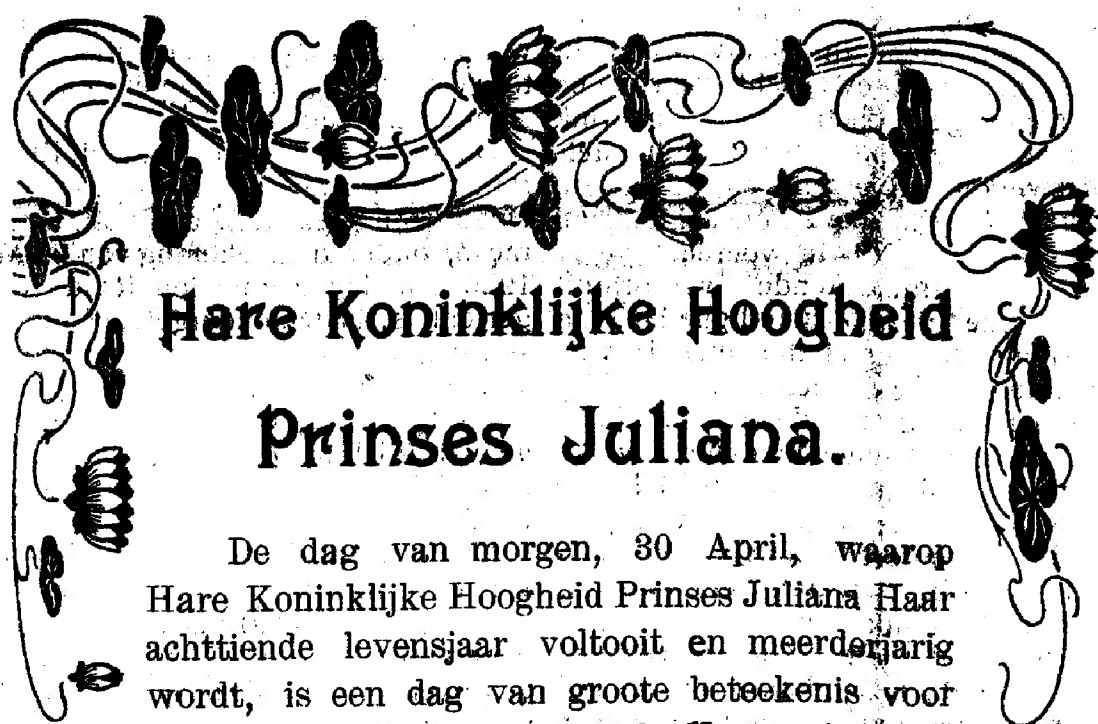 Hare Koninklijke Hoogheid
Prinses Juliana.
De dag van morgen, 30 April, waarop
Hare Koninklijke Hoogheid Prinses Juliana Haar
achttiende levensjaar voltooit en meerderjarig
wordt, is een dag van groote beteekenis voor